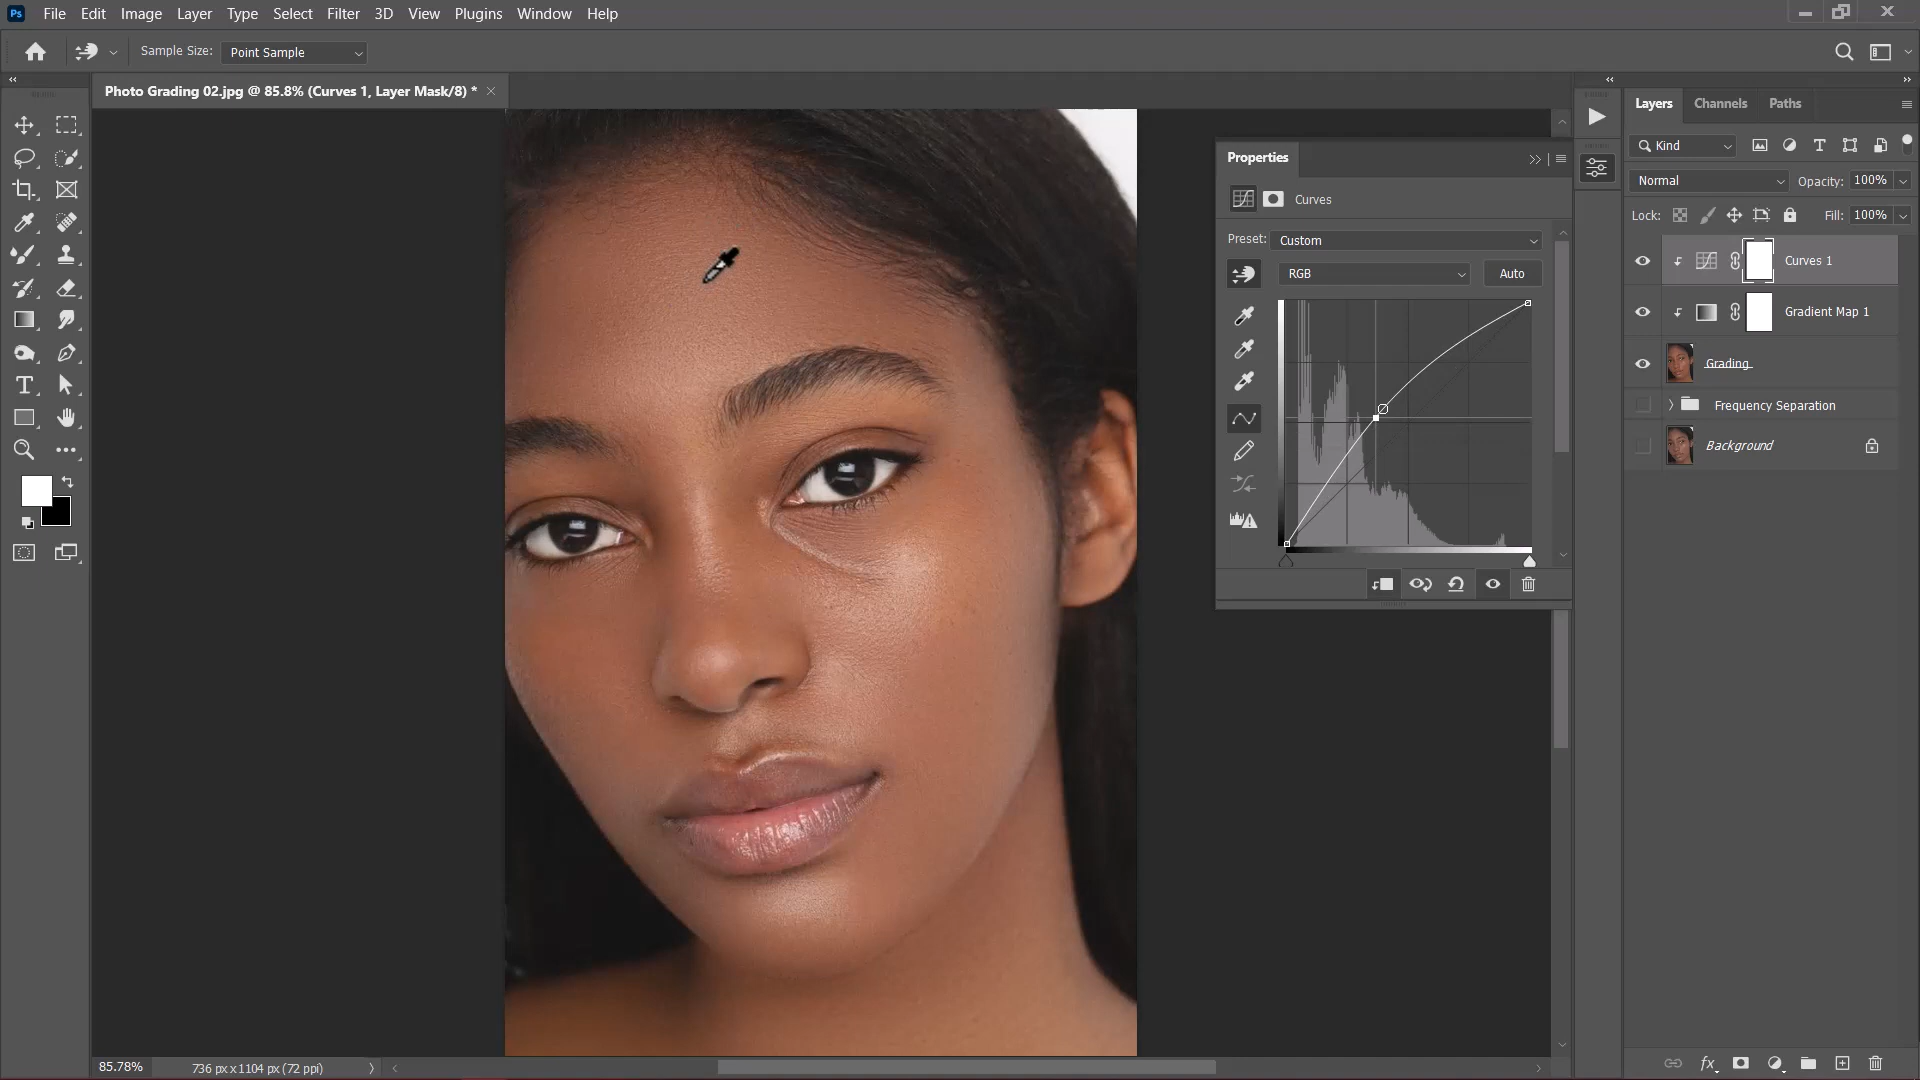 Ps File Edit Image Layer Type Select Filter 3D View Plugins Window Help
Sample Size: Point Sample
Photo Grading 02.jpg @ 85.8% (Curves 1, Layer Mask/8) *
Properties
Curves
Preset: Custom
RGB Auto
Layers Channels Paths
Kind
Normal Opacity: 100%
Lock: Fill: 100%
Curves 1
Gradient Map 1
Grading
Frequency Separation
Background
85.78% 736 px x 1104 px (72 ppi)
fx